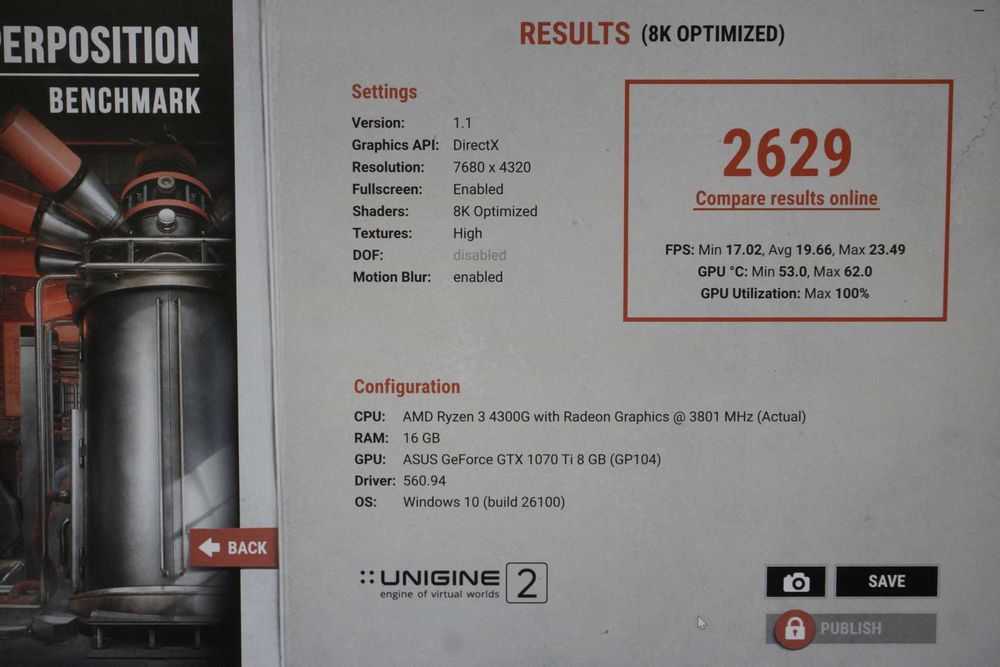 PERPOSITION
BENCHMARK
RESULTS (8K OPTIMIZED)
Settings
Version: 1.1
Graphics API: DirectX
Resolution: 7680 x 4320
Fullscreen: Enabled
Shaders: 8K Optimized
Textures: High
DOF: disabled
Motion Blur: enabled
2629
Compare results online
FPS: Min 17.02, Avg 19.66, Max 23.49
GPU °C: Min 53.0, Max 62.0
GPU Utilization: Max 100%
Configuration
CPU: AMD Ryzen 3 4300G with Radeon Graphics @ 3801 MHz (Actual)
RAM: 16 GB
GPU: ASUS GeForce GTX 1070 Ti 8 GB (GP104)
Driver: 560.94
OS: Windows 10 (build 26100)
BACK
UNIGINE 2
engine of virtual worlds
SAVE
PUBLISH